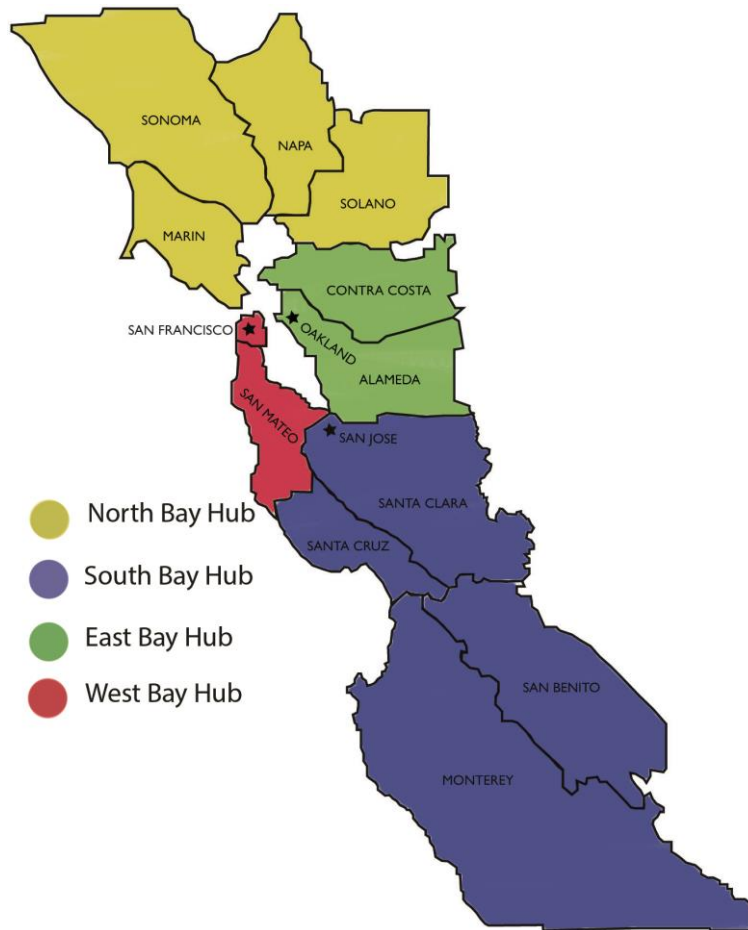 SONOMA
NAPA
SOLANO
MARIN
CONTRA COSTA
SAN FRANCISCO
OAKLAND
ALAMEDA
SAN MATEO
SAN JOSE
SANTA CLARA
SANTA CRUZ
SAN BENITO
MONTEREY
North Bay Hub
South Bay Hub
East Bay Hub
West Bay Hub